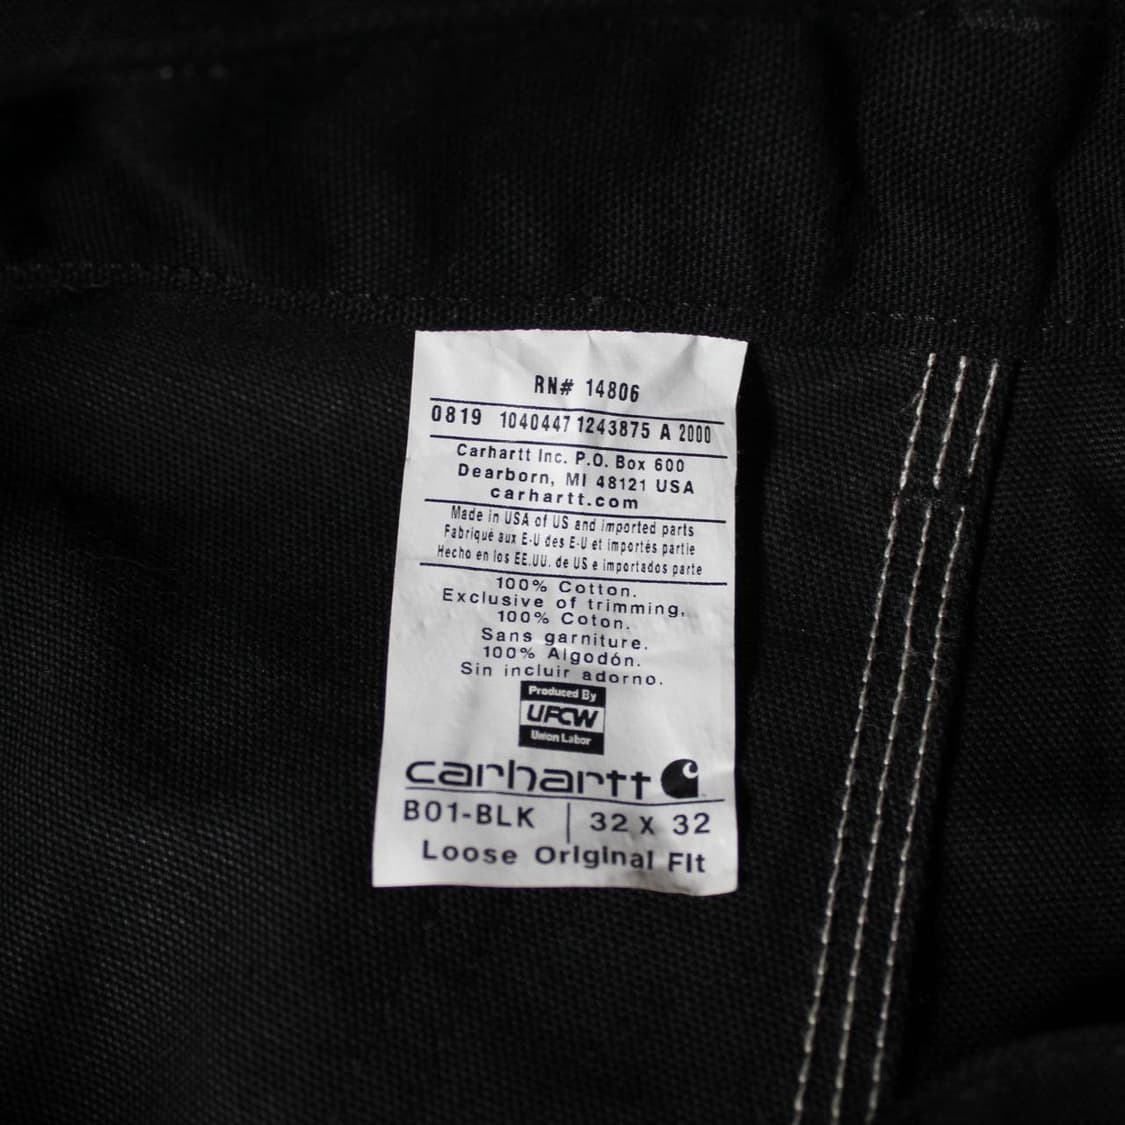 RN# 14806
0819 1040447 1243875 A 2000
Carhartt Inc. P.O. Box 600
Dearborn, MI 48121 USA
carhartt.com
Made in USA of US and imported parts
Fabriqué aux E-U des E-U et importés partie
Hecho en los EE.UU. de US e importados parte
100% Cotton.
Exclusive of trimming.
100% Coton.
Sans garniture.
100% Algodón.
Sin incluir adorno.
Produced By
UFCW
Union Labor
carhartt
B01-BLK | 32 X 32
Loose Original Fit